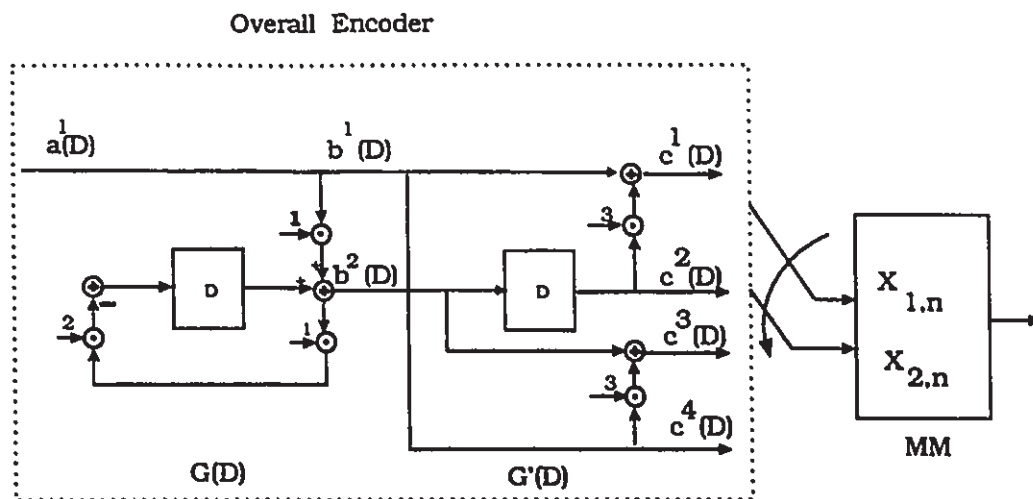 Overall Encoder
a¹(D)
b¹(D)
c¹(D)
1
3
b²(D)
c²(D)
D
D
2
1
c³(D)
3
c⁴(D)
G(D)
G'(D)
X1,n
X2,n
MM